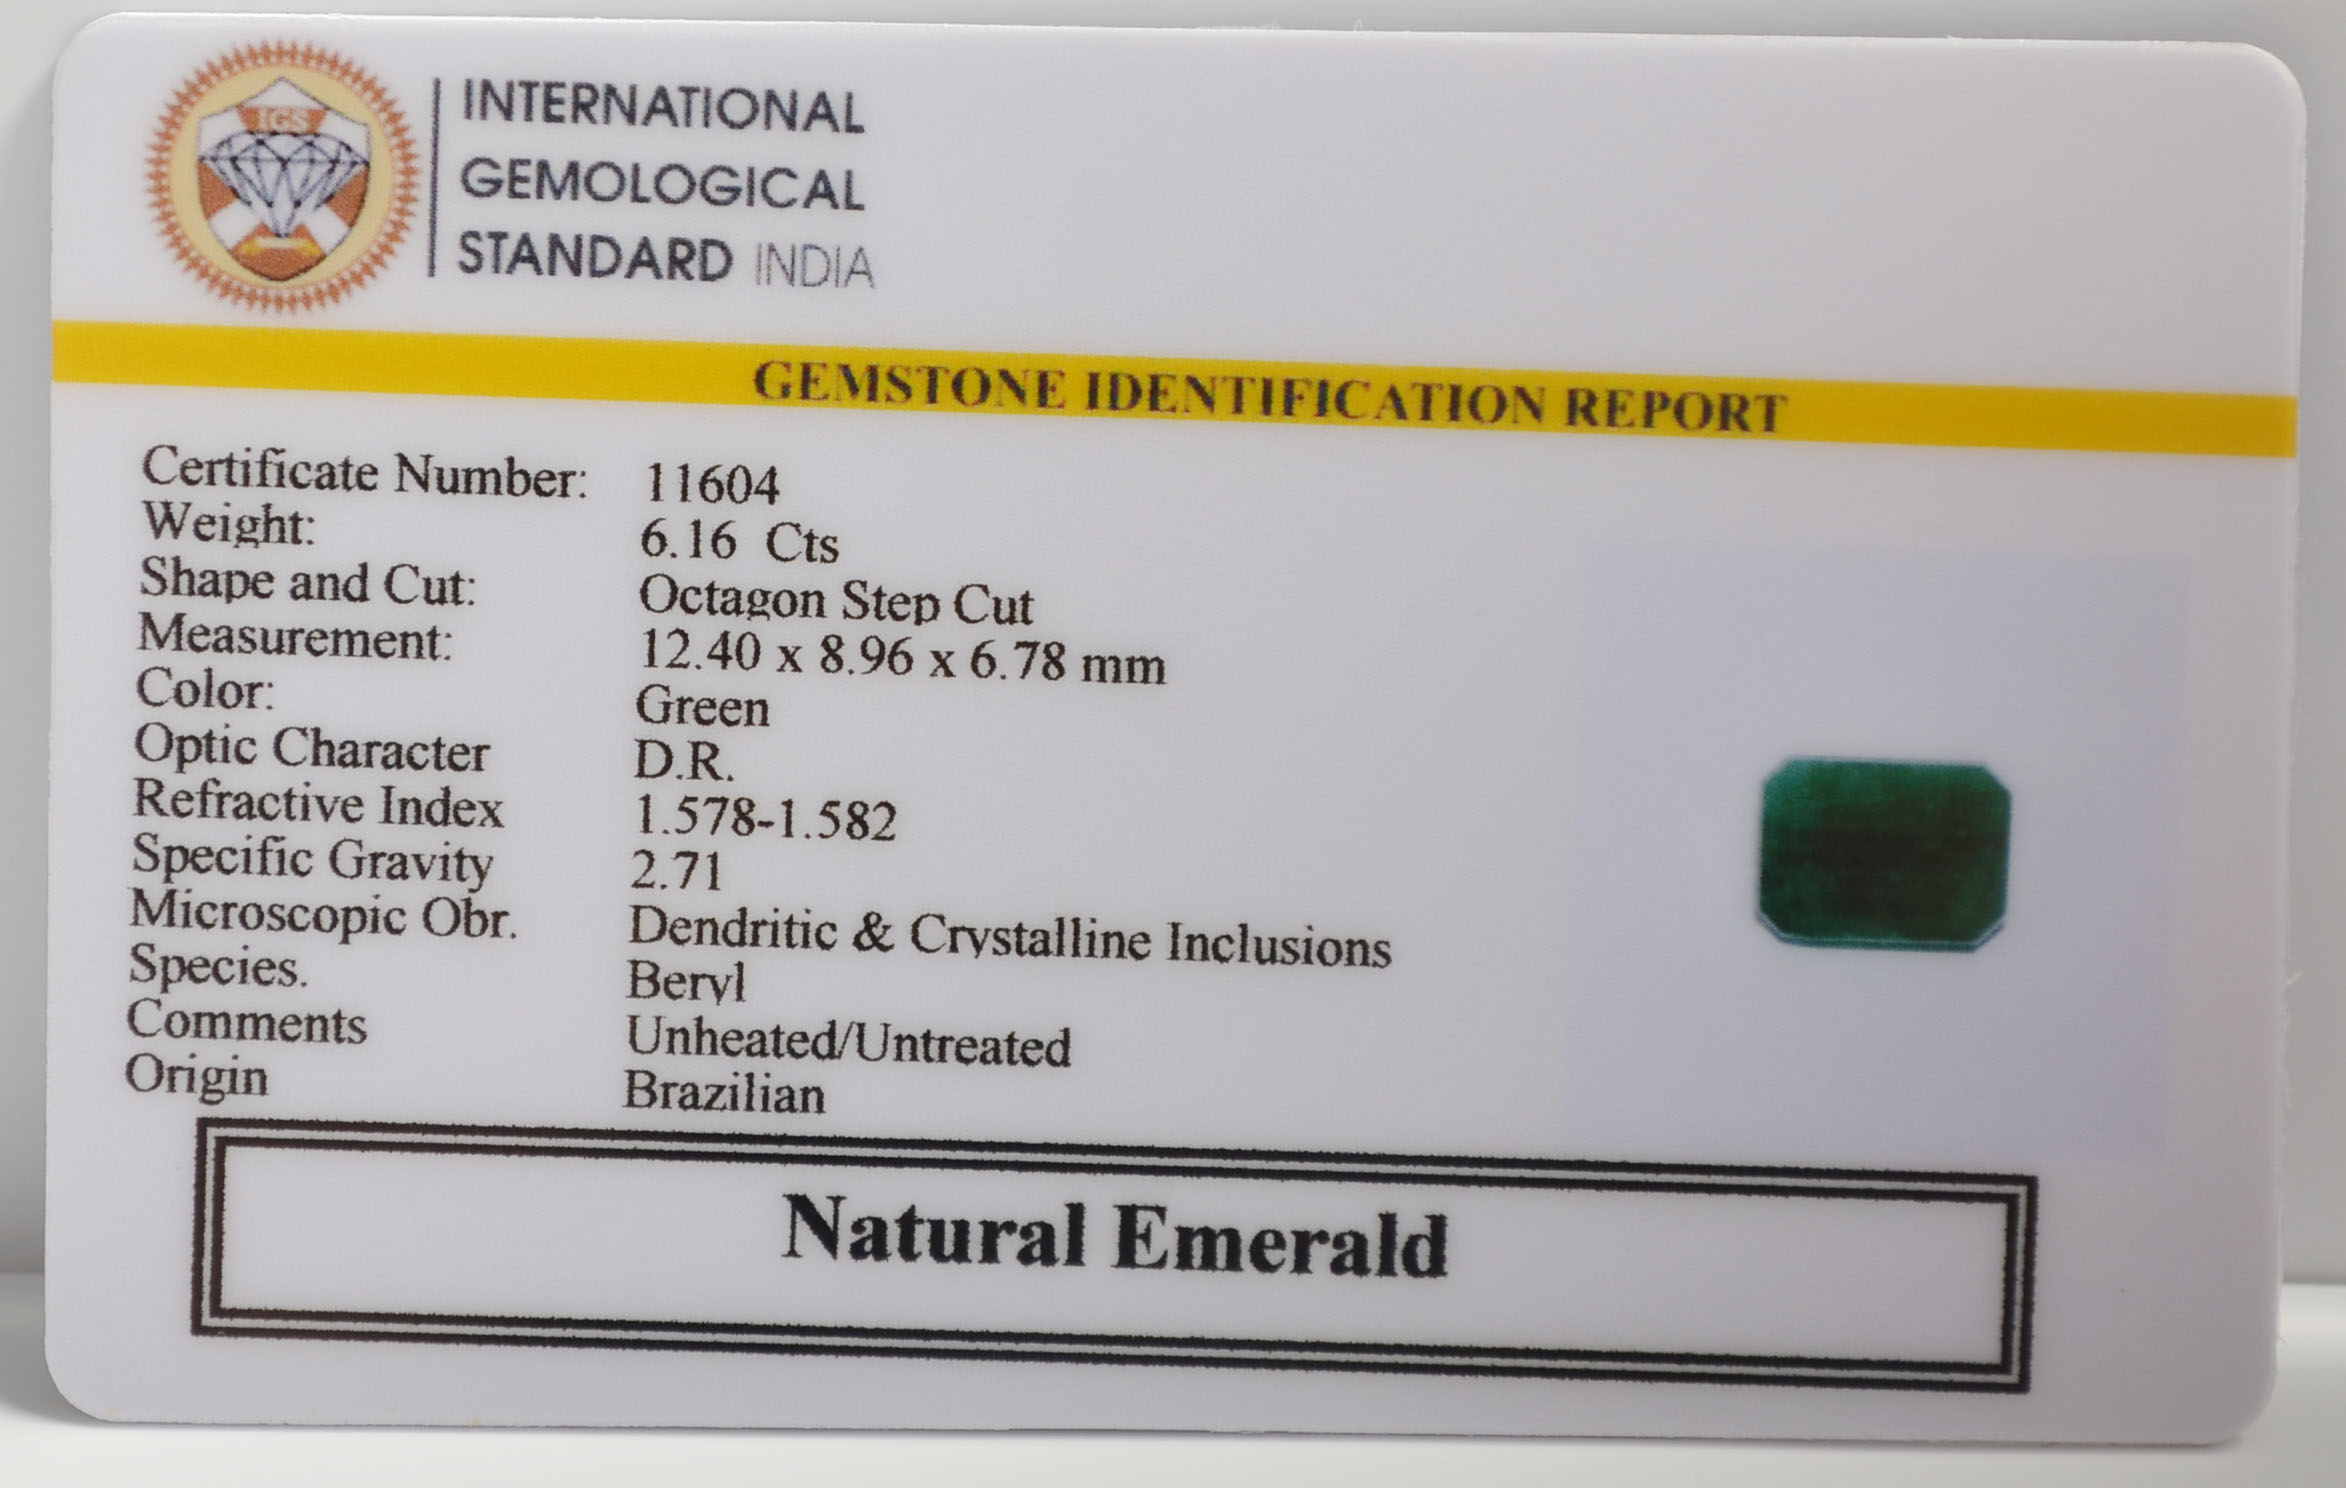 IGS
INTERNATIONAL
GEMOLOGICAL
STANDARD INDIA
GEMSTONE IDENTIFICATION REPORT
Certificate Number: 11604
Weight: 6.16 Cts
Shape and Cut: Octagon Step Cut
Measurement: 12.40 x 8.96 x 6.78 mm
Color: Green
Optic Character D.R.
Refractive Index 1.578-1.582
Specific Gravity 2.71
Microscopic Obr. Dendritic & Crystalline Inclusions
Species. Beryl
Comments Unheated/Untreated
Origin Brazilian
Natural Emerald